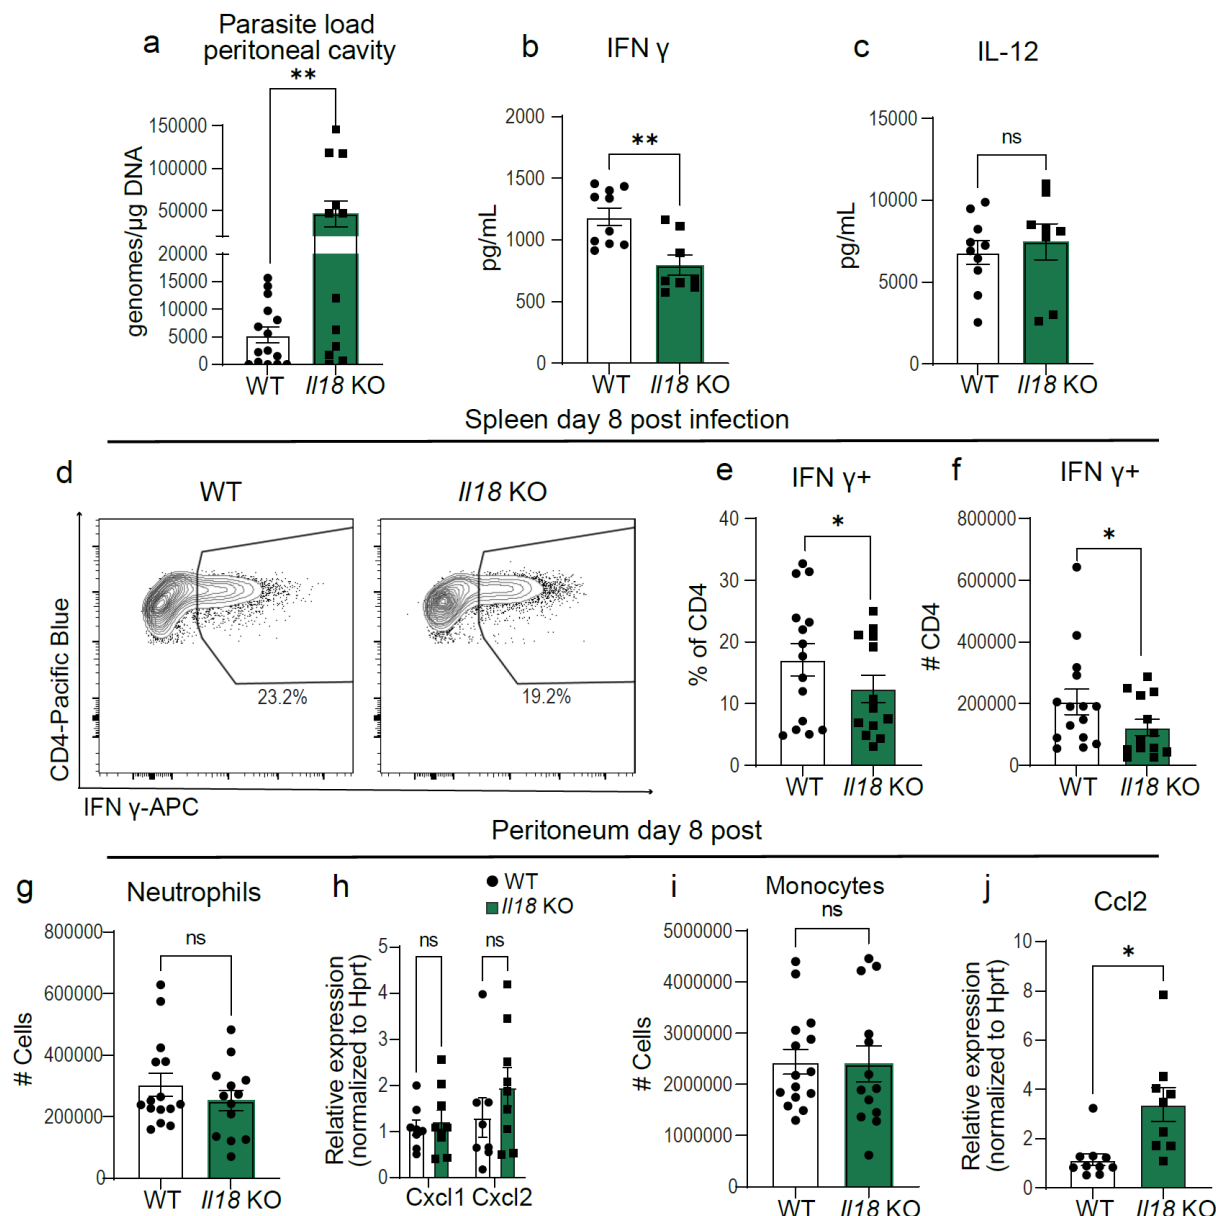 a
Parasite load
peritoneal cavity
**
genomes/µg DNA
150000
100000
50000
20000
15000
10000
5000
0
WT
Il18 KO
b
IFN γ
**
pg/mL
2000
1500
1000
500
0
WT
Il18 KO
c
IL-12
ns
pg/mL
15000
10000
5000
0
WT
Il18 KO
Spleen day 8 post infection
d
WT
Il18 KO
CD4-Pacific Blue
23.2%
19.2%
IFN γ-APC
e
IFN γ+
*
% of CD4
40
30
20
10
0
WT
Il18 KO
f
IFN γ+
*
# CD4
800000
600000
400000
200000
0
WT
Il18 KO
Peritoneum day 8 post
g
Neutrophils
ns
# Cells
800000
600000
400000
200000
0
WT
Il18 KO
h
WT
Il18 KO
ns
ns
Relative expression
(normalized to Hprt)
5
4
3
2
1
0
Cxcl1
Cxcl2
i
Monocytes
ns
# Cells
5000000
4000000
3000000
2000000
1000000
0
WT
Il18 KO
j
Ccl2
*
Relative expression
(normalized to Hprt)
10
8
6
4
2
0
WT
Il18 KO